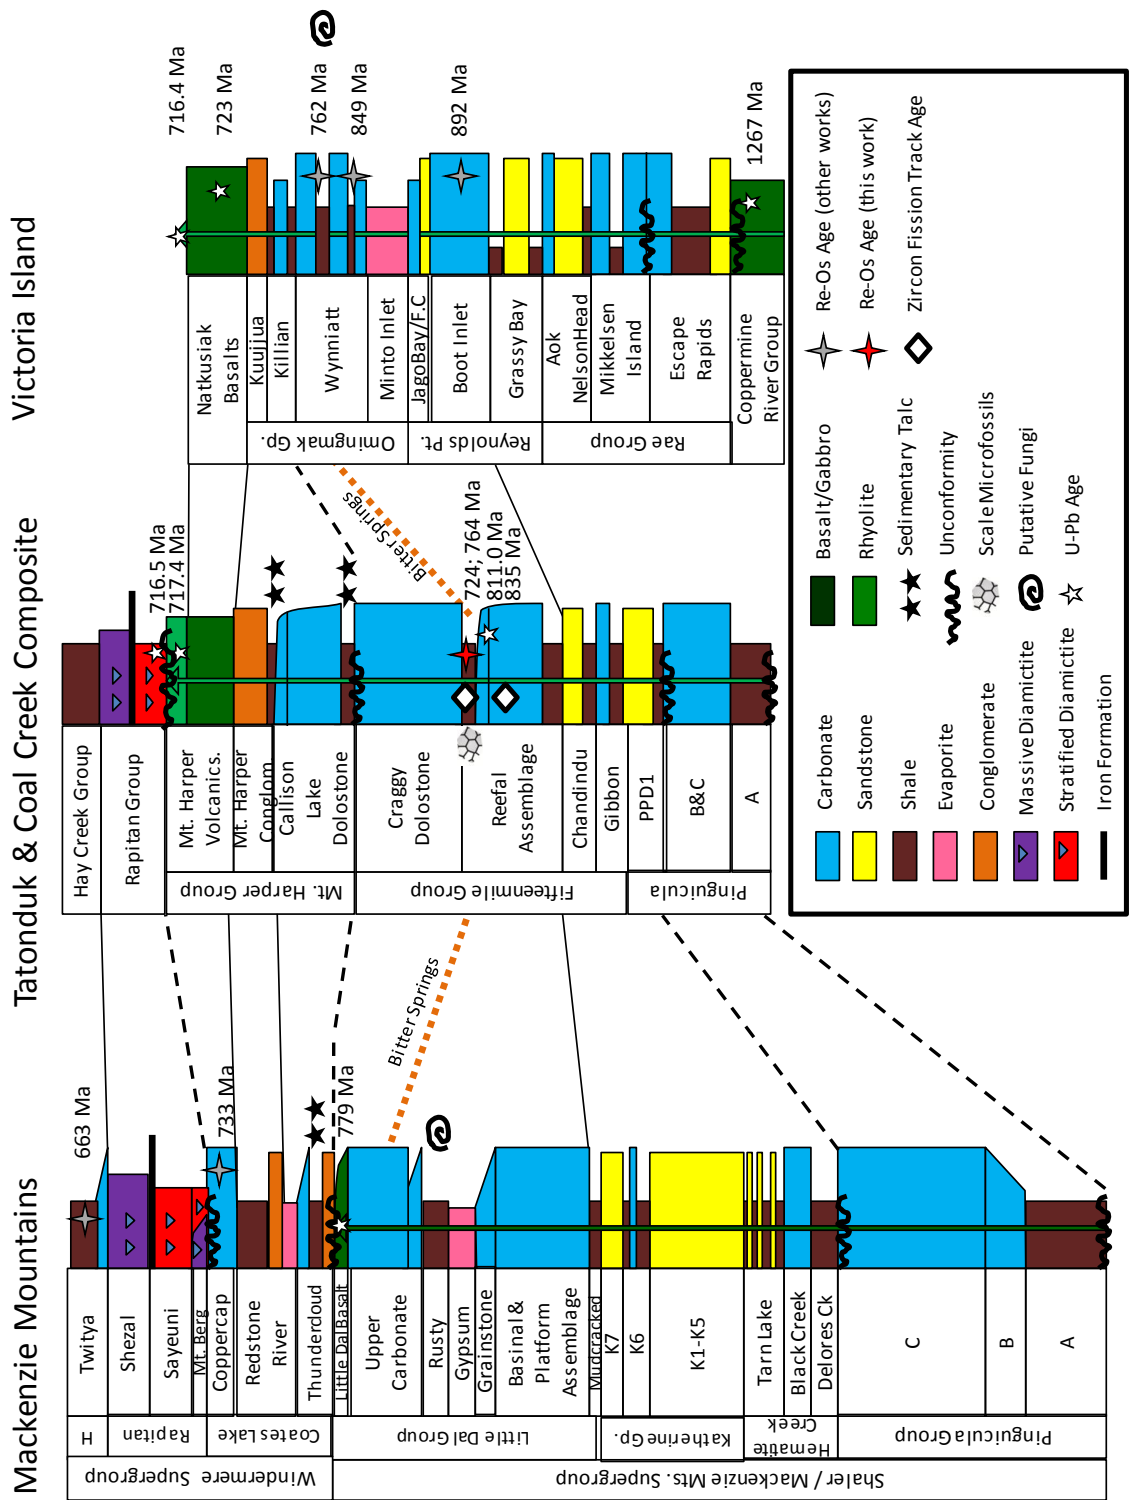 Mackenzie Mountains
Tatonduk & Coal Creek Composite
Victoria Island
663 Ma
733 Ma
779 Ma
Twitya
Shezal
Sayeuni
Mt. Berg
Coppercap
Redstone
River
Thunderdoud
Little Dal Basalt
Upper
Carbonate
Rusty
Gypsum
Grainstone
Basinal &
Platform
Assemblage
Mudcracked
K7
K6
K1-K5
Tarn Lake
Black Creek
Delores Ck
C
B
A
H
Rapitan
Coates Lake
Little Dal Group
Katherine Gp.
Hematite
Creek
Pinguicula Group
Windermere Supergroup
Shaler / Mackenzie Mts. Supergroup
Bitter Springs
716.5 Ma
717.4 Ma
724; 764 Ma
811.0 Ma
835 Ma
Hay Creek Group
Rapitan Group
Mt. Harper
Volcanics.
Mt. Harper
Conglom
Callison
Lake
Dolostone
Craggy
Dolostone
Reefal
Assemblage
Chandindu
Gibbon
PPD1
B&C
A
Mt. Harper Group
Fifteenmile Group
Pinguicula
Bitter Springs
716.4 Ma
723 Ma
762 Ma
849 Ma
892 Ma
1267 Ma
Natkusiak
Basalts
Kuujjua
Killian
Wynniatt
Minto Inlet
JagoBay/F.C
Boot Inlet
Grassy Bay
Aok
Nelson Head
Mikkelsen
Island
Escape
Rapids
Coppermine
River Group
Omingmak Gp.
Reynolds Pt.
Rae Group
Carbonate
Sandstone
Shale
Evaporite
Conglomerate
Massive Diamictite
Stratified Diamictite
Iron Formation
Basalt/Gabbro
Rhyolite
Sedimentary Talc
Unconformity
Scale Microfossils
Putative Fungi
U-Pb Age
Re-Os Age (other works)
Re-Os Age (this work)
Zircon Fission Track Age